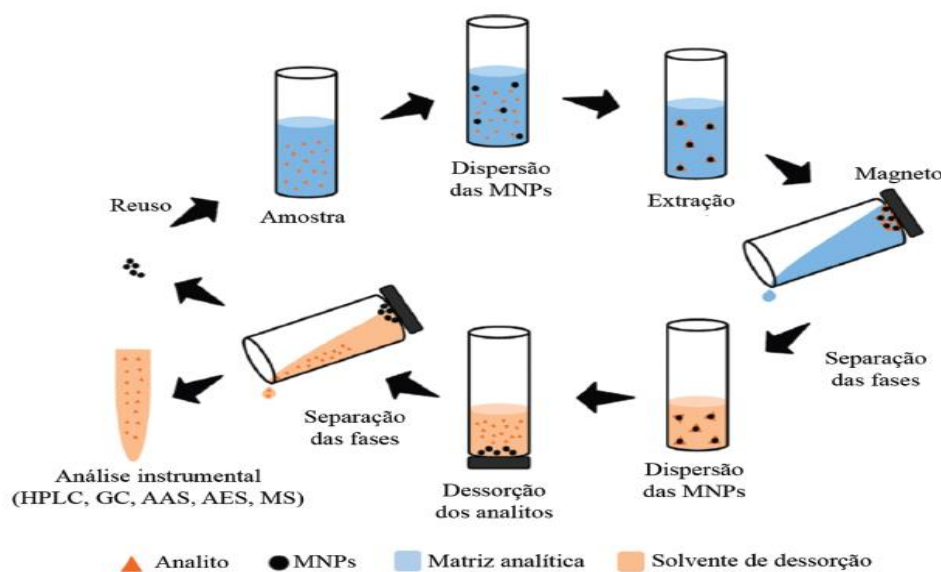 Amostra
Dispersão
das MNPs
Extração
Magneto
Separação
das fases
Dispersão
das MNPs
Dessorção
dos analitos
Separação
das fases
Reuso
Análise instrumental
(HPLC, GC, AAS, AES, MS)
Analito
MNPs
Matriz analítica
Solvente de dessorção